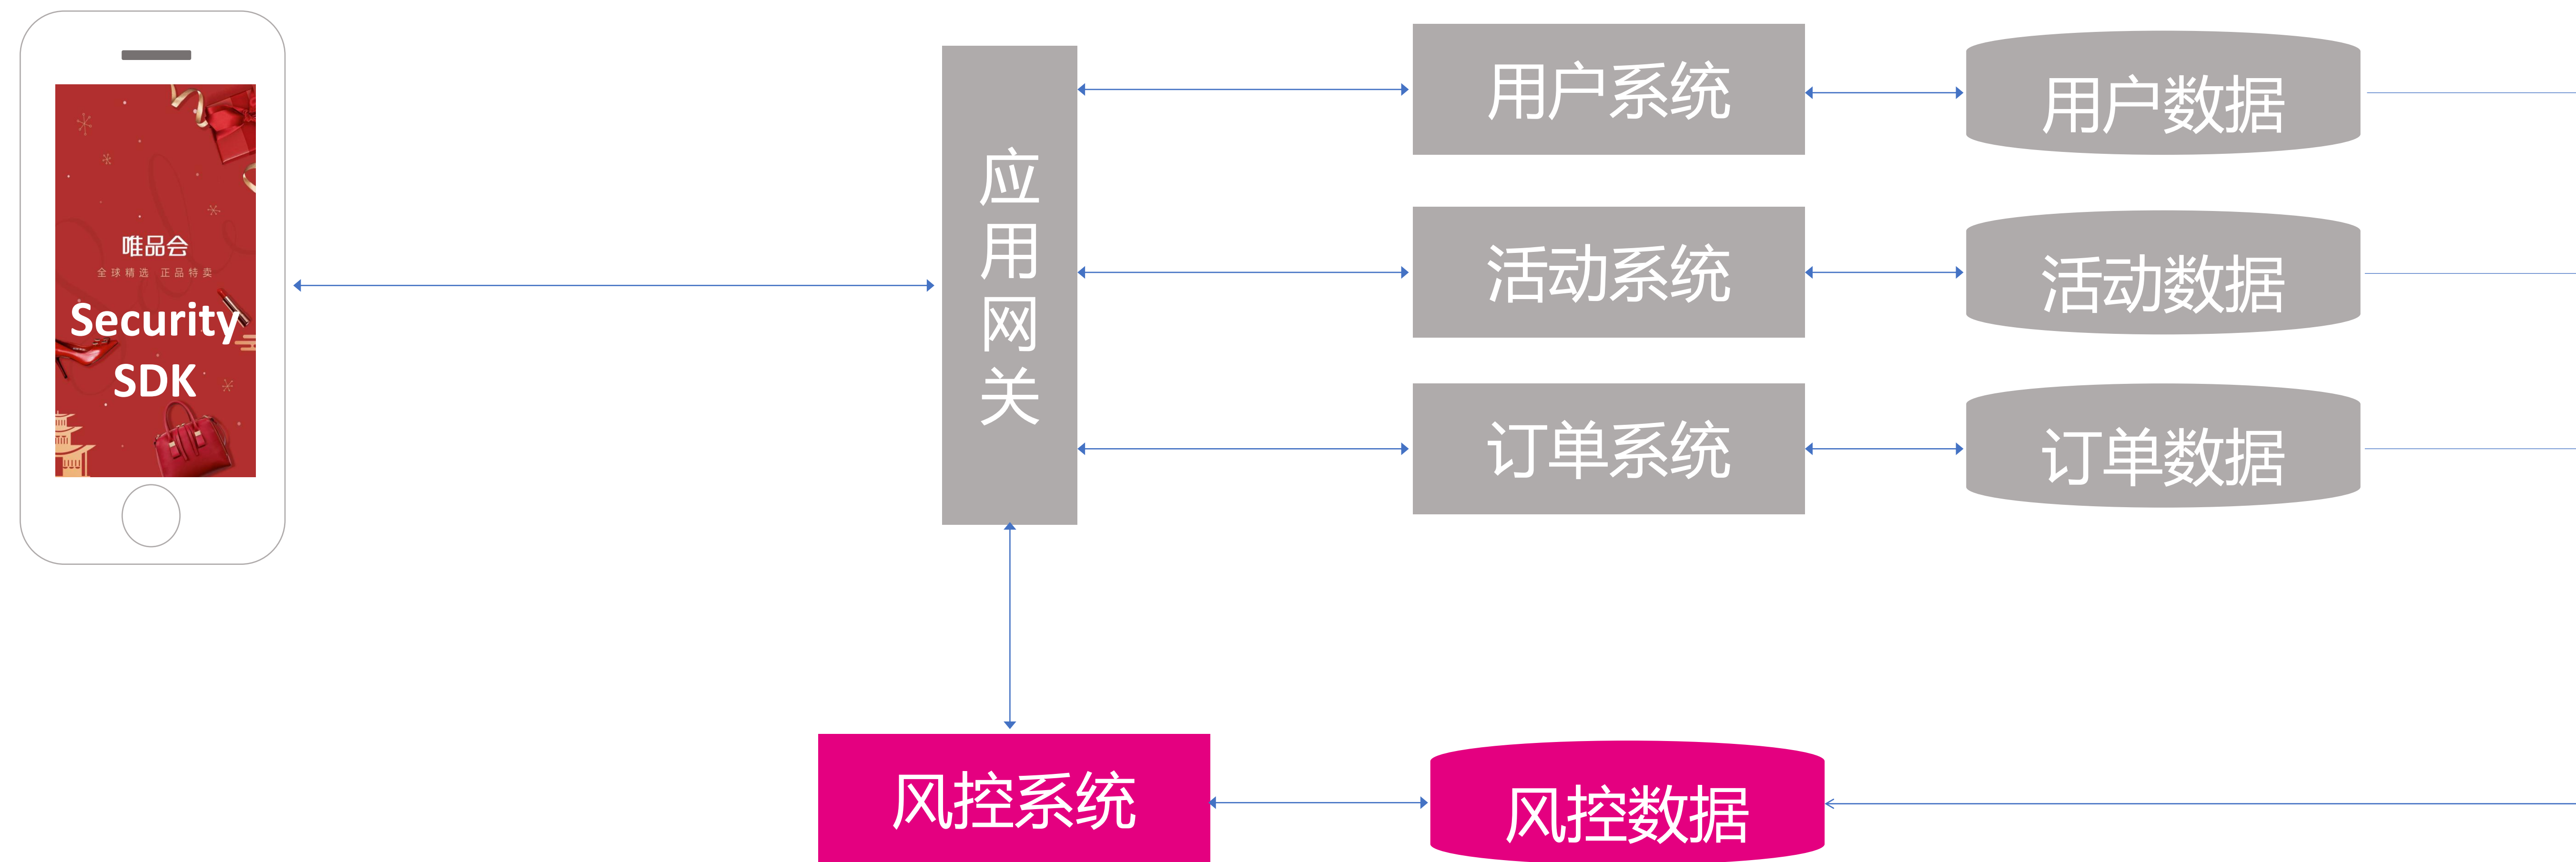 唯品会
全球精选 正品特卖
Security
SDK
应用网关
用户系统
用户数据
活动系统
活动数据
订单系统
订单数据
风控系统
风控数据